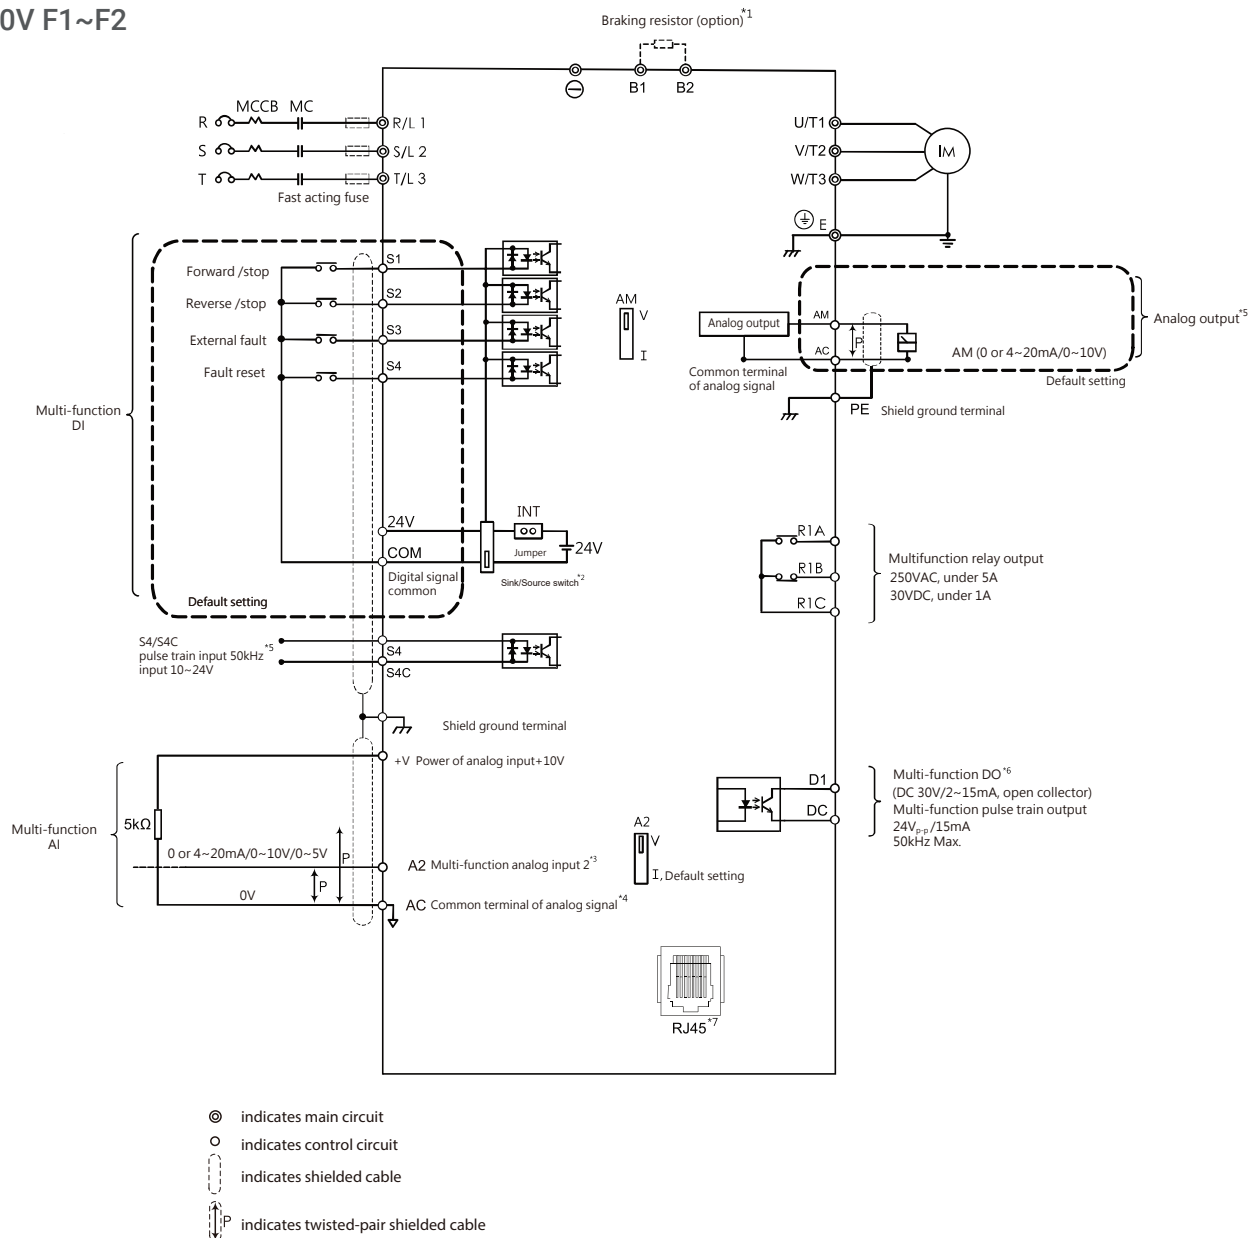 0V F1~F2
Braking resistor (option)*1
B1 B2
MCCB MC
R R/L 1
S S/L 2
T T/L 3
Fast acting fuse
U/T1
V/T2
W/T3
IM
E
Forward /stop S1
Reverse /stop S2
External fault S3
Fault reset S4
Multi-function
DI
24V
COM
Digital signal
common
Default setting
INT
Jumper
24V
Sink/Source switch*2
AM
V
I
Analog output
AM
AC
P
AM (0 or 4~20mA/0~10V)
Analog output*5
Common terminal
of analog signal
Default setting
PE Shield ground terminal
R1A
R1B
R1C
Multifunction relay output
250VAC, under 5A
30VDC, under 1A
S4/S4C
pulse train input 50kHz*5
input 10~24V
S4
S4C
Shield ground terminal
+V Power of analog input+10V
Multi-function
AI
5kΩ
0 or 4~20mA/0~10V/0~5V
P
P
0V
A2 Multi-function analog input 2*3
AC Common terminal of analog signal*4
A2
V
I, Default setting
D1
DC
Multi-function DO*6
(DC 30V/2~15mA, open collector)
Multi-function pulse train output
24Vp-p/15mA
50kHz Max.
RJ45*7
indicates main circuit
indicates control circuit
indicates shielded cable
P indicates twisted-pair shielded cable